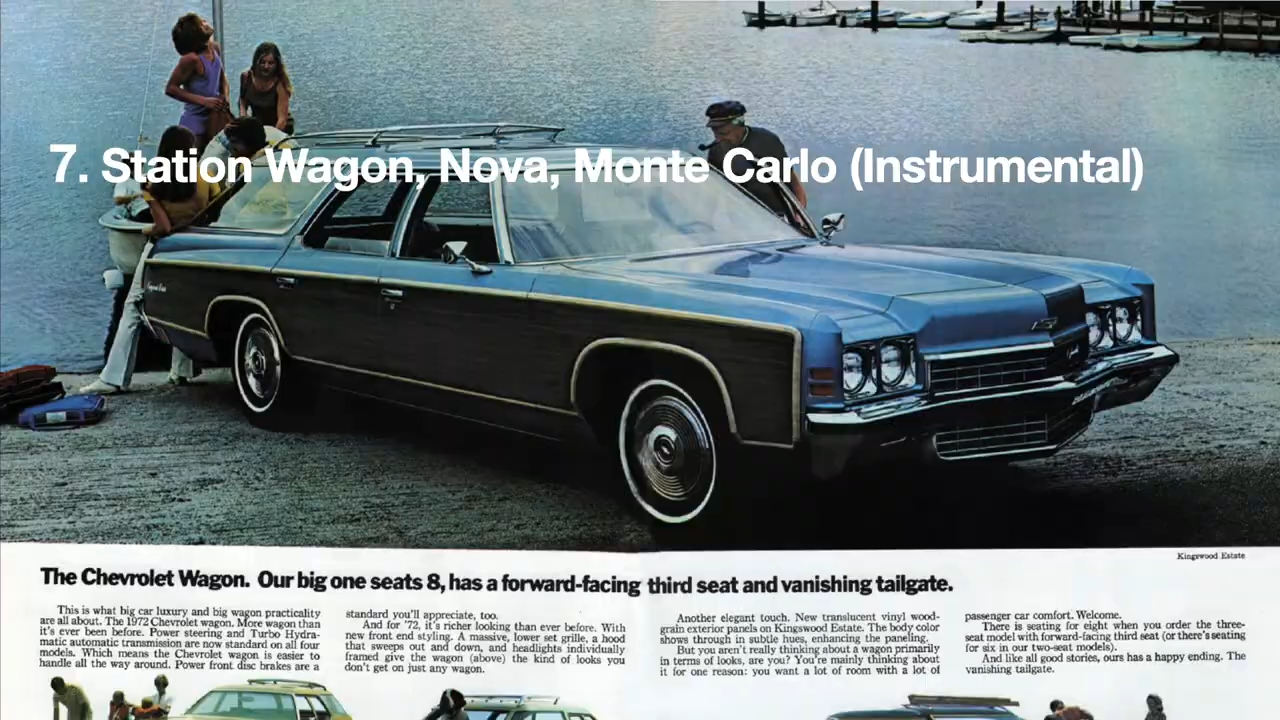 7. Station Wagon, Nova, Monte Carlo (Instrumental)
Kingswood Estate
The Chevrolet Wagon. Our big one seats 8, has a forward-facing third seat and vanishing tailgate.
This is what big car luxury and big wagon practicality
are all about. The 1972 Chevrolet wagon. More wagon than
it's ever been before. Power steering and Turbo Hydra-
matic automatic transmission are now standard on all four
models. Which means the Chevrolet wagon is easier to
handle all the way around. Power front disc brakes are a
standard you'll appreciate, too.
And for '72, it's richer looking than ever before. With
new front end styling. A massive, lower set grille, a hood
that sweeps out and down, and headlights individually
framed give the wagon (above) the kind of looks you
don't get on just any wagon.
Another elegant touch. New translucent vinyl wood-
grain exterior panels on Kingswood Estate. The body color
shows through in subtle hues, enhancing the paneling.
But you aren't really thinking about a wagon primarily
in terms of looks, are you? You're mainly thinking about
it for one reason: you want a lot of room with a lot of
passenger car comfort. Welcome.
There is seating for eight when you order the three-
seat model with forward-facing third seat (or there's seating
for six in our two-seat models).
And like all good stories, ours has a happy ending. The
vanishing tailgate.